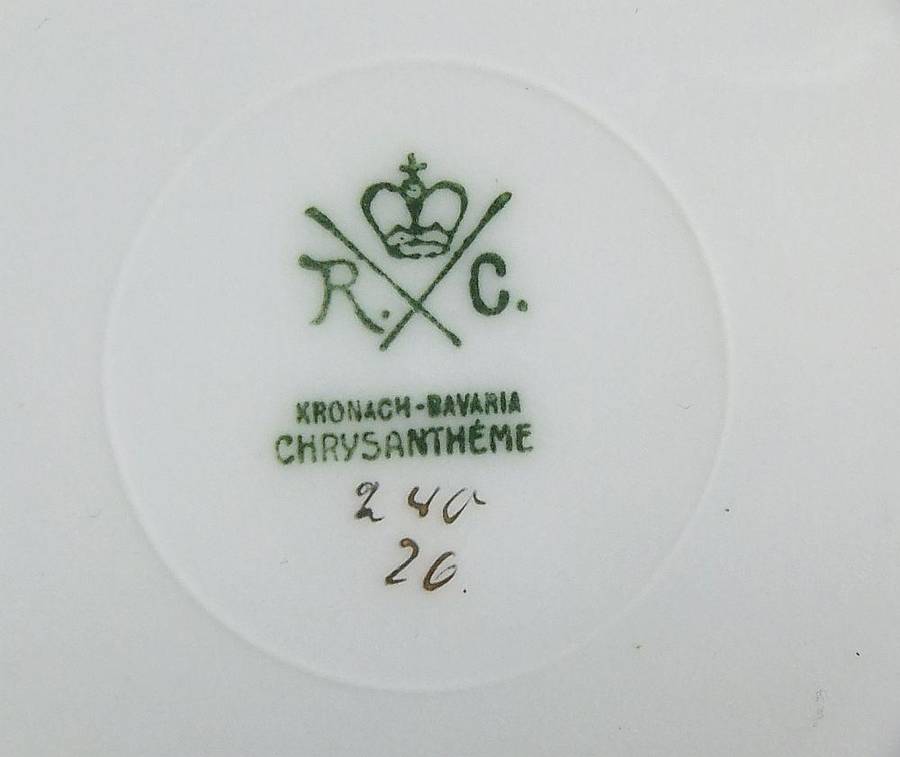 R. C.
KRONACH-BAVARIA
CHRYSANTHÉME
240
26.